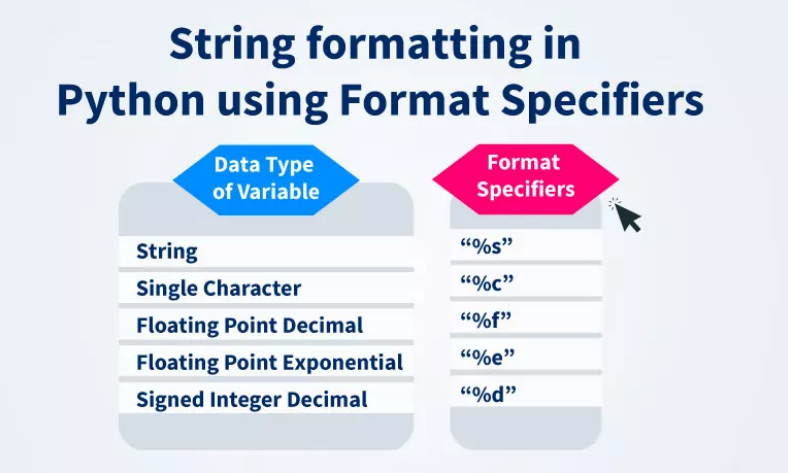 String formatting in
Python using Format Specifiers
Data Type
of Variable
Format
Specifiers
String
“%s”
Single Character
“%c”
Floating Point Decimal
“%f”
Floating Point Exponential
“%e”
Signed Integer Decimal
“%d”